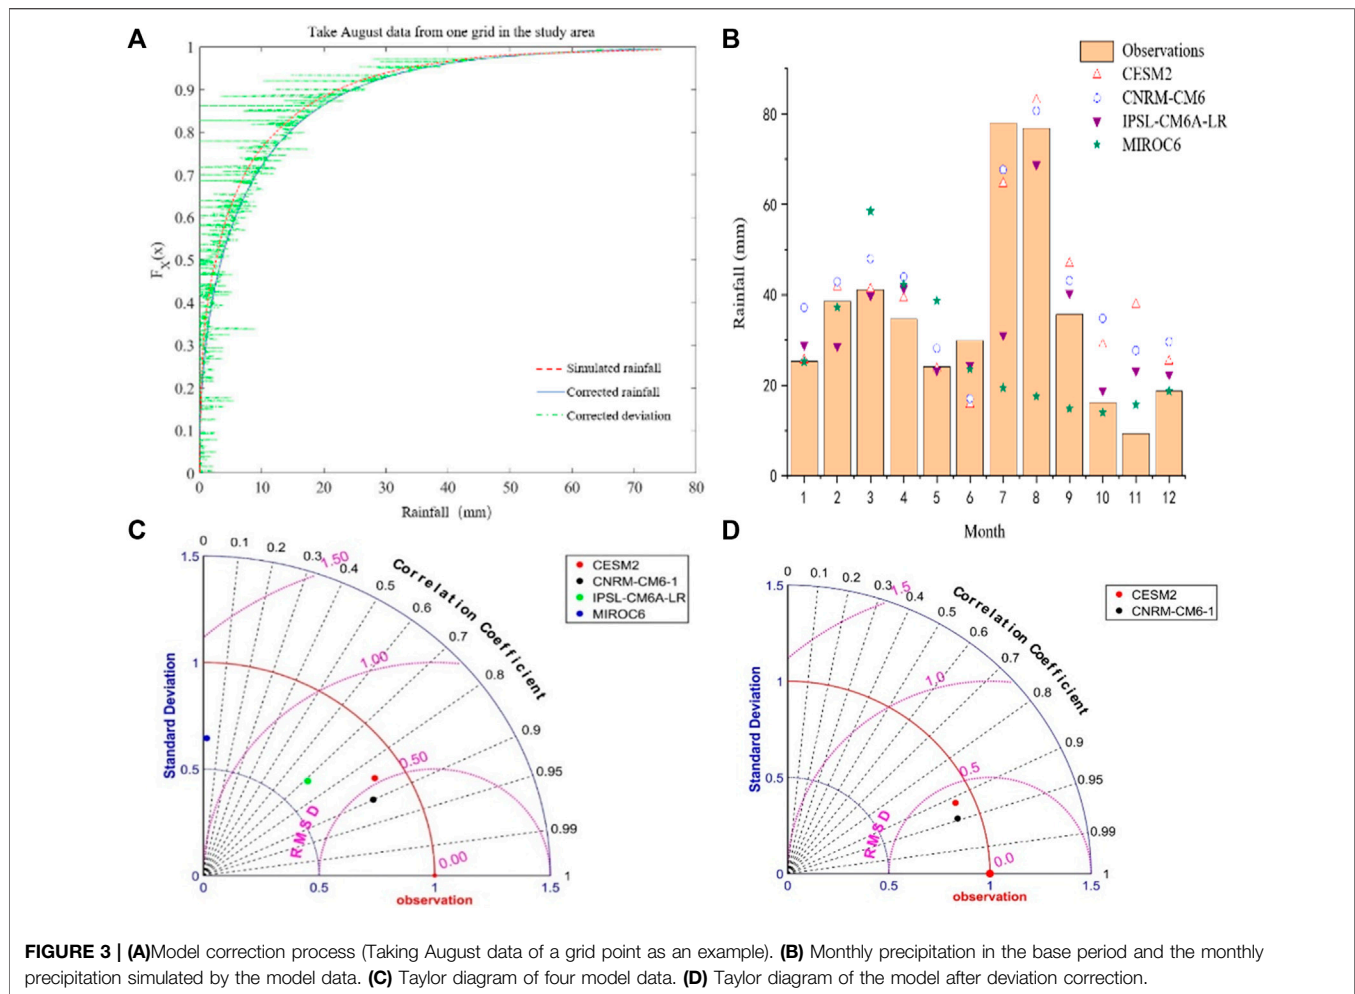 A
Take August data from one grid in the study area
1
0.9
0.8
0.7
0.6
0.5
0.4
0.3
0.2
0.1
0
F_X(x)
Simulated rainfall
Corrected rainfall
Corrected deviation
0 10 20 30 40 50 60 70 80
Rainfall (mm)
B
Observations
CESM2
CNRM-CM6
IPSL-CM6A-LR
MIROC6
80
60
40
20
0
Rainfall (mm)
1 2 3 4 5 6 7 8 9 10 11 12
Month
C
0 0.1 0.2 0.3 0.4 0.5 0.6 0.7 0.8 0.9 0.95 0.99 1
Correlation Coefficient
1.50
1.00
0.50
0.00
RMSD
1.5
1
0.5
0
Standard Deviation
0 0.5 1 1.5
observation
CESM2
CNRM-CM6-1
IPSL-CM6A-LR
MIROC6
D
0 0.1 0.2 0.3 0.4 0.5 0.6 0.7 0.8 0.9 0.95 0.99 1
Correlation Coefficient
1.5
1.0
0.5
0.0
RMSD
1.5
1
0.5
0
Standard Deviation
0 0.5 1 1.5
observation
CESM2
CNRM-CM6-1
FIGURE 3 | (A)Model correction process (Taking August data of a grid point as an example). (B) Monthly precipitation in the base period and the monthly
precipitation simulated by the model data. (C) Taylor diagram of four model data. (D) Taylor diagram of the model after deviation correction.